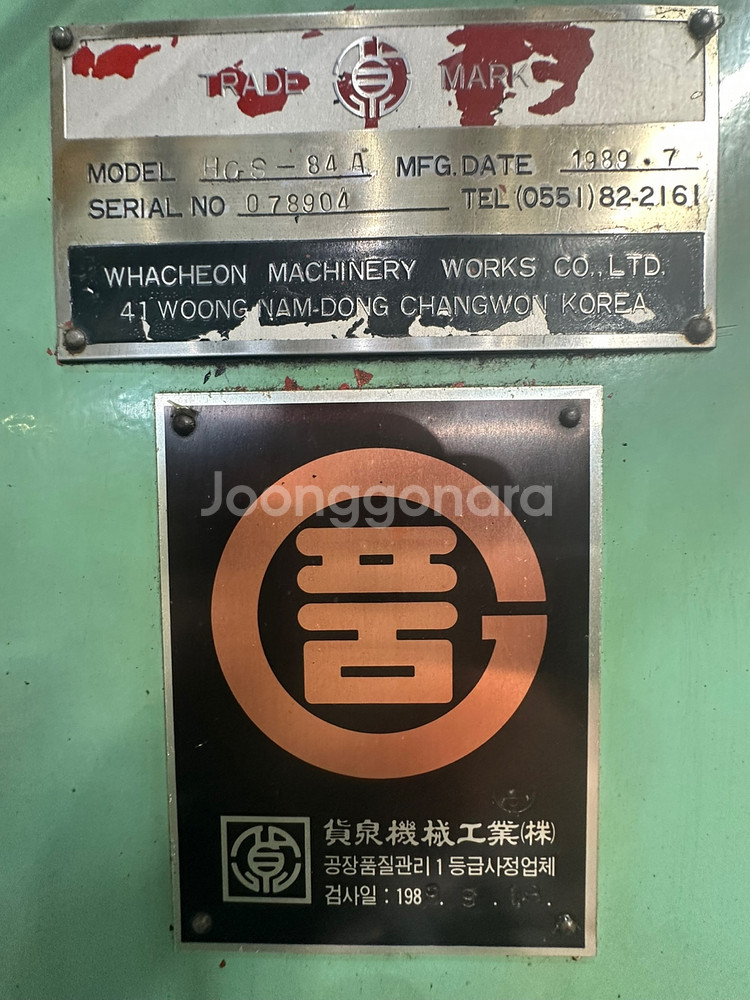 TRADE MARK
MODEL HGS-84A MFG.DATE 1989.7
SERIAL NO 078904 TEL(0551)82-2161
WHACHEON MACHINERY WORKS CO.,LTD.
41 WOONG NAM-DONG CHANGWON KOREA
Joonggonara
품
貨泉機械工業(株)
공장품질관리1등급사정업체
검사일 : 198